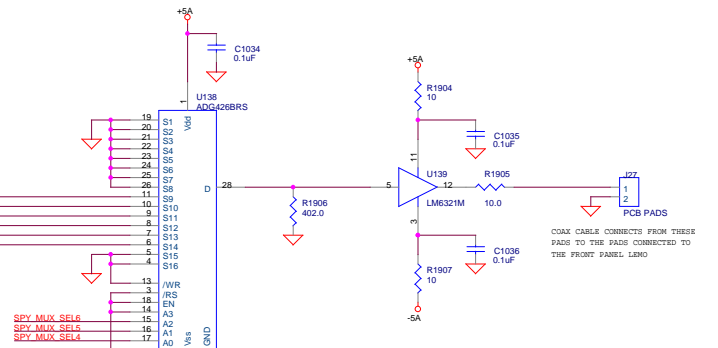 +5A
C1034
0.1uF
U138
ADG426BRS
1
Vdd
19 S1
20 S2
21 S3
22 S4
23 S5
24 S6
25 S7
26 S8
11 S9
10 S10
9 S11
8 S12
7 S13
6 S14
5 S15
4 S16
13 /WR
3 /RS
18 EN
14 A3
SPY_MUX_SEL6 15 A2
SPY_MUX_SEL5 16 A1
SPY_MUX_SEL4 17 A0
Vss
GND
D 28
R1906
402.0
+5A
R1904
10
C1035
0.1uF
11
U139
5
12
LM6321M
3
R1905
10.0
C1036
0.1uF
R1907
10
-5A
J27
1
2
PCB PADS
COAX CABLE CONNECTS FROM THESE
PADS TO THE PADS CONNECTED TO
THE FRONT PANEL LEMO